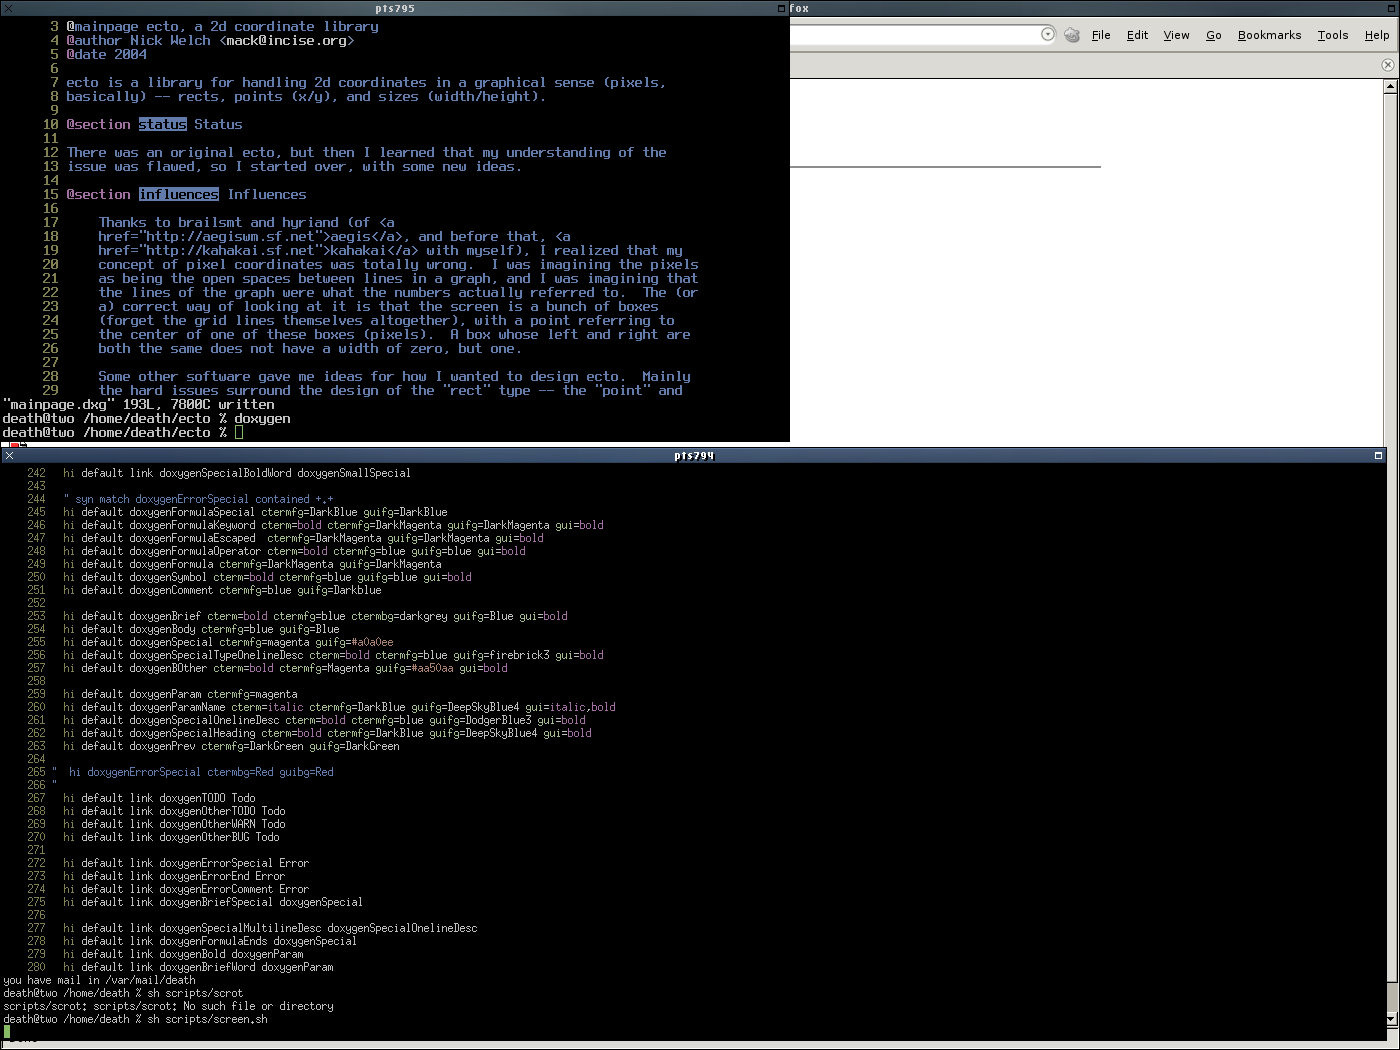 pts795
fox
File Edit View Go Bookmarks Tools Help
3 @mainpage ecto, a 2d coordinate library
4 @author Nick Welch <mack@incise.org>
5 @date 2004
6
7 ecto is a library for handling 2d coordinates in a graphical sense (pixels,
8 basically) -- rects, points (x/y), and sizes (width/height).
9
10 @section status Status
11
12 There was an original ecto, but then I learned that my understanding of the
13 issue was flawed, so I started over, with some new ideas.
14
15 @section influences Influences
16
17 Thanks to brailsmt and hyriand (of <a
18 href="http://aegiswm.sf.net">aegis</a>, and before that, <a
19 href="http://kahakai.sf.net">kahakai</a> with myself), I realized that my
20 concept of pixel coordinates was totally wrong.  I was imagining the pixels
21 as being the open spaces between lines in a graph, and I was imagining that
22 the lines of the graph were what the numbers actually referred to.  The (or
23 a) correct way of looking at it is that the screen is a bunch of boxes
24 (forget the grid lines themselves altogether), with a point referring to
25 the center of one of these boxes (pixels).  A box whose left and right are
26 both the same does not have a width of zero, but one.
27
28 Some other software gave me ideas for how I wanted to design ecto.  Mainly
29 the hard issues surround the design of the "rect" type -- the "point" and
"mainpage.dxg" 193L, 7800C written
death@two /home/death/ecto % doxygen
death@two /home/death/ecto %
pts794
242 hi default link doxygenSpecialBoldWord doxygenSmallSpecial
243
244 " syn match doxygenErrorSpecial contained +.+
245 hi default doxygenFormulaSpecial ctermfg=DarkBlue guifg=DarkBlue
246 hi default doxygenFormulaKeyword cterm=bold ctermfg=DarkMagenta guifg=DarkMagenta gui=bold
247 hi default doxygenFormulaEscaped  ctermfg=DarkMagenta guifg=DarkMagenta gui=bold
248 hi default doxygenFormulaOperator cterm=bold ctermfg=blue guifg=blue gui=bold
249 hi default doxygenFormula ctermfg=DarkMagenta guifg=DarkMagenta
250 hi default doxygenSymbol cterm=bold ctermfg=blue guifg=blue gui=bold
251 hi default doxygenComment ctermfg=blue guifg=Darkblue
252
253 hi default doxygenBrief cterm=bold ctermfg=blue ctermbg=darkgrey guifg=Blue gui=bold
254 hi default doxygenBody ctermfg=blue guifg=Blue
255 hi default doxygenSpecial ctermfg=magenta guifg=#a0a0ee
256 hi default doxygenSpecialTypeOnelineDesc cterm=bold ctermfg=blue guifg=firebrick3 gui=bold
257 hi default doxygenBOther cterm=bold ctermfg=Magenta guifg=#aa50aa gui=bold
258
259 hi default doxygenParam ctermfg=magenta
260 hi default doxygenParamName cterm=italic ctermfg=DarkBlue guifg=DeepSkyBlue4 gui=italic,bold
261 hi default doxygenSpecialOnelineDesc cterm=bold ctermfg=blue guifg=DodgerBlue3 gui=bold
262 hi default doxygenSpecialHeading cterm=bold ctermfg=DarkBlue guifg=DeepSkyBlue4 gui=bold
263 hi default doxygenPrev ctermfg=DarkGreen guifg=DarkGreen
264
265 "  hi doxygenErrorSpecial ctermbg=Red guibg=Red
266 "
267 hi default link doxygenTODO Todo
268 hi default link doxygenOtherTODO Todo
269 hi default link doxygenOtherWARN Todo
270 hi default link doxygenOtherBUG Todo
271
272 hi default link doxygenErrorSpecial Error
273 hi default link doxygenErrorEnd Error
274 hi default link doxygenErrorComment Error
275 hi default link doxygenBriefSpecial doxygenSpecial
276
277 hi default link doxygenSpecialMultilineDesc doxygenSpecialOnelineDesc
278 hi default link doxygenFormulaEnds doxygenSpecial
279 hi default link doxygenBold doxygenParam
280 hi default link doxygenBriefWord doxygenParam
you have mail in /var/mail/death
death@two /home/death % sh scripts/scrot
scripts/scrot: scripts/scrot: No such file or directory
death@two /home/death % sh scripts/screen.sh